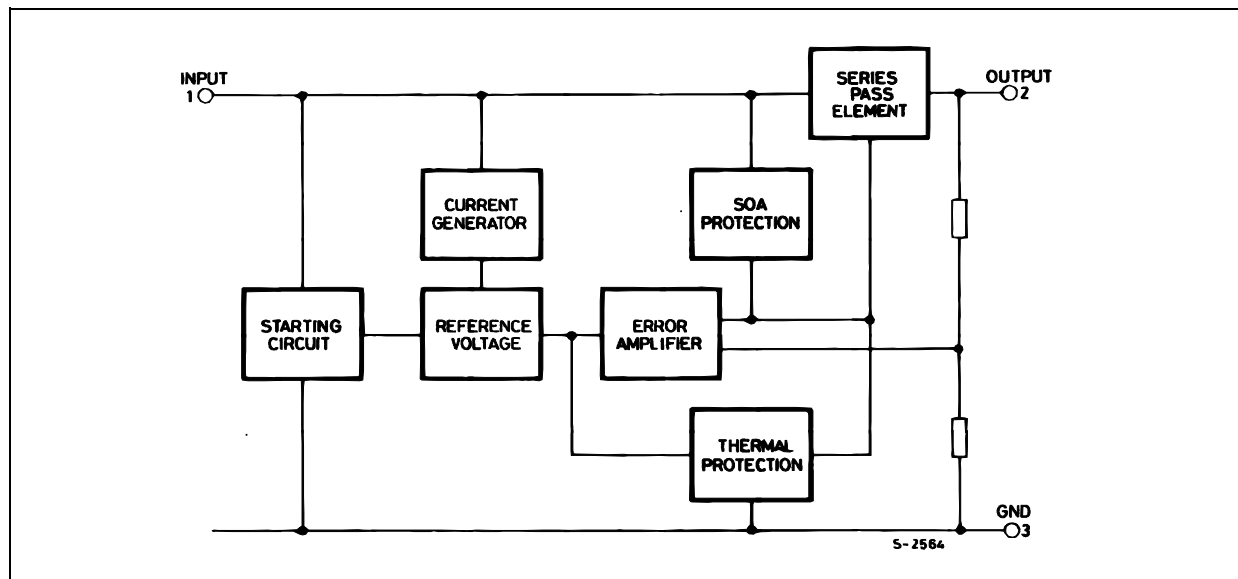 INPUT
1
SERIES
PASS
ELEMENT
OUTPUT
2
CURRENT
GENERATOR
SOA
PROTECTION
STARTING
CIRCUIT
REFERENCE
VOLTAGE
ERROR
AMPLIFIER
THERMAL
PROTECTION
GND
3
S-2564